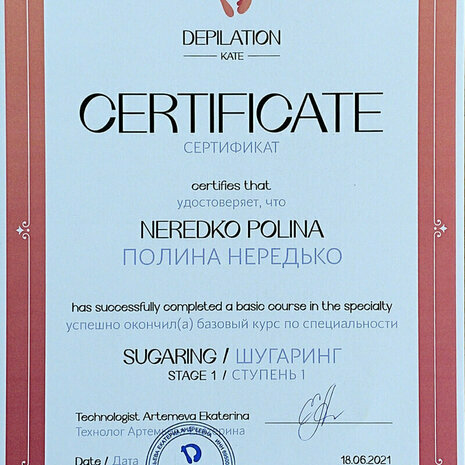 DEPILATION
KATE
CERTIFICATE
СЕРТИФИКАТ
certifies that
удостоверяет, что
NEREDKO POLINA
ПОЛИНА НЕРЕДЬКО
has successfully completed a basic course in the specialty
успешно окончил(а) базовый курс по специальности
SUGARING / ШУГАРИНГ
STAGE 1 / СТУПЕНЬ 1
Technologist Artemeva Ekaterina
Технолог
Date / Дата
18.06.2021
ЕКАТЕРИНА АНДРЕЕВНА